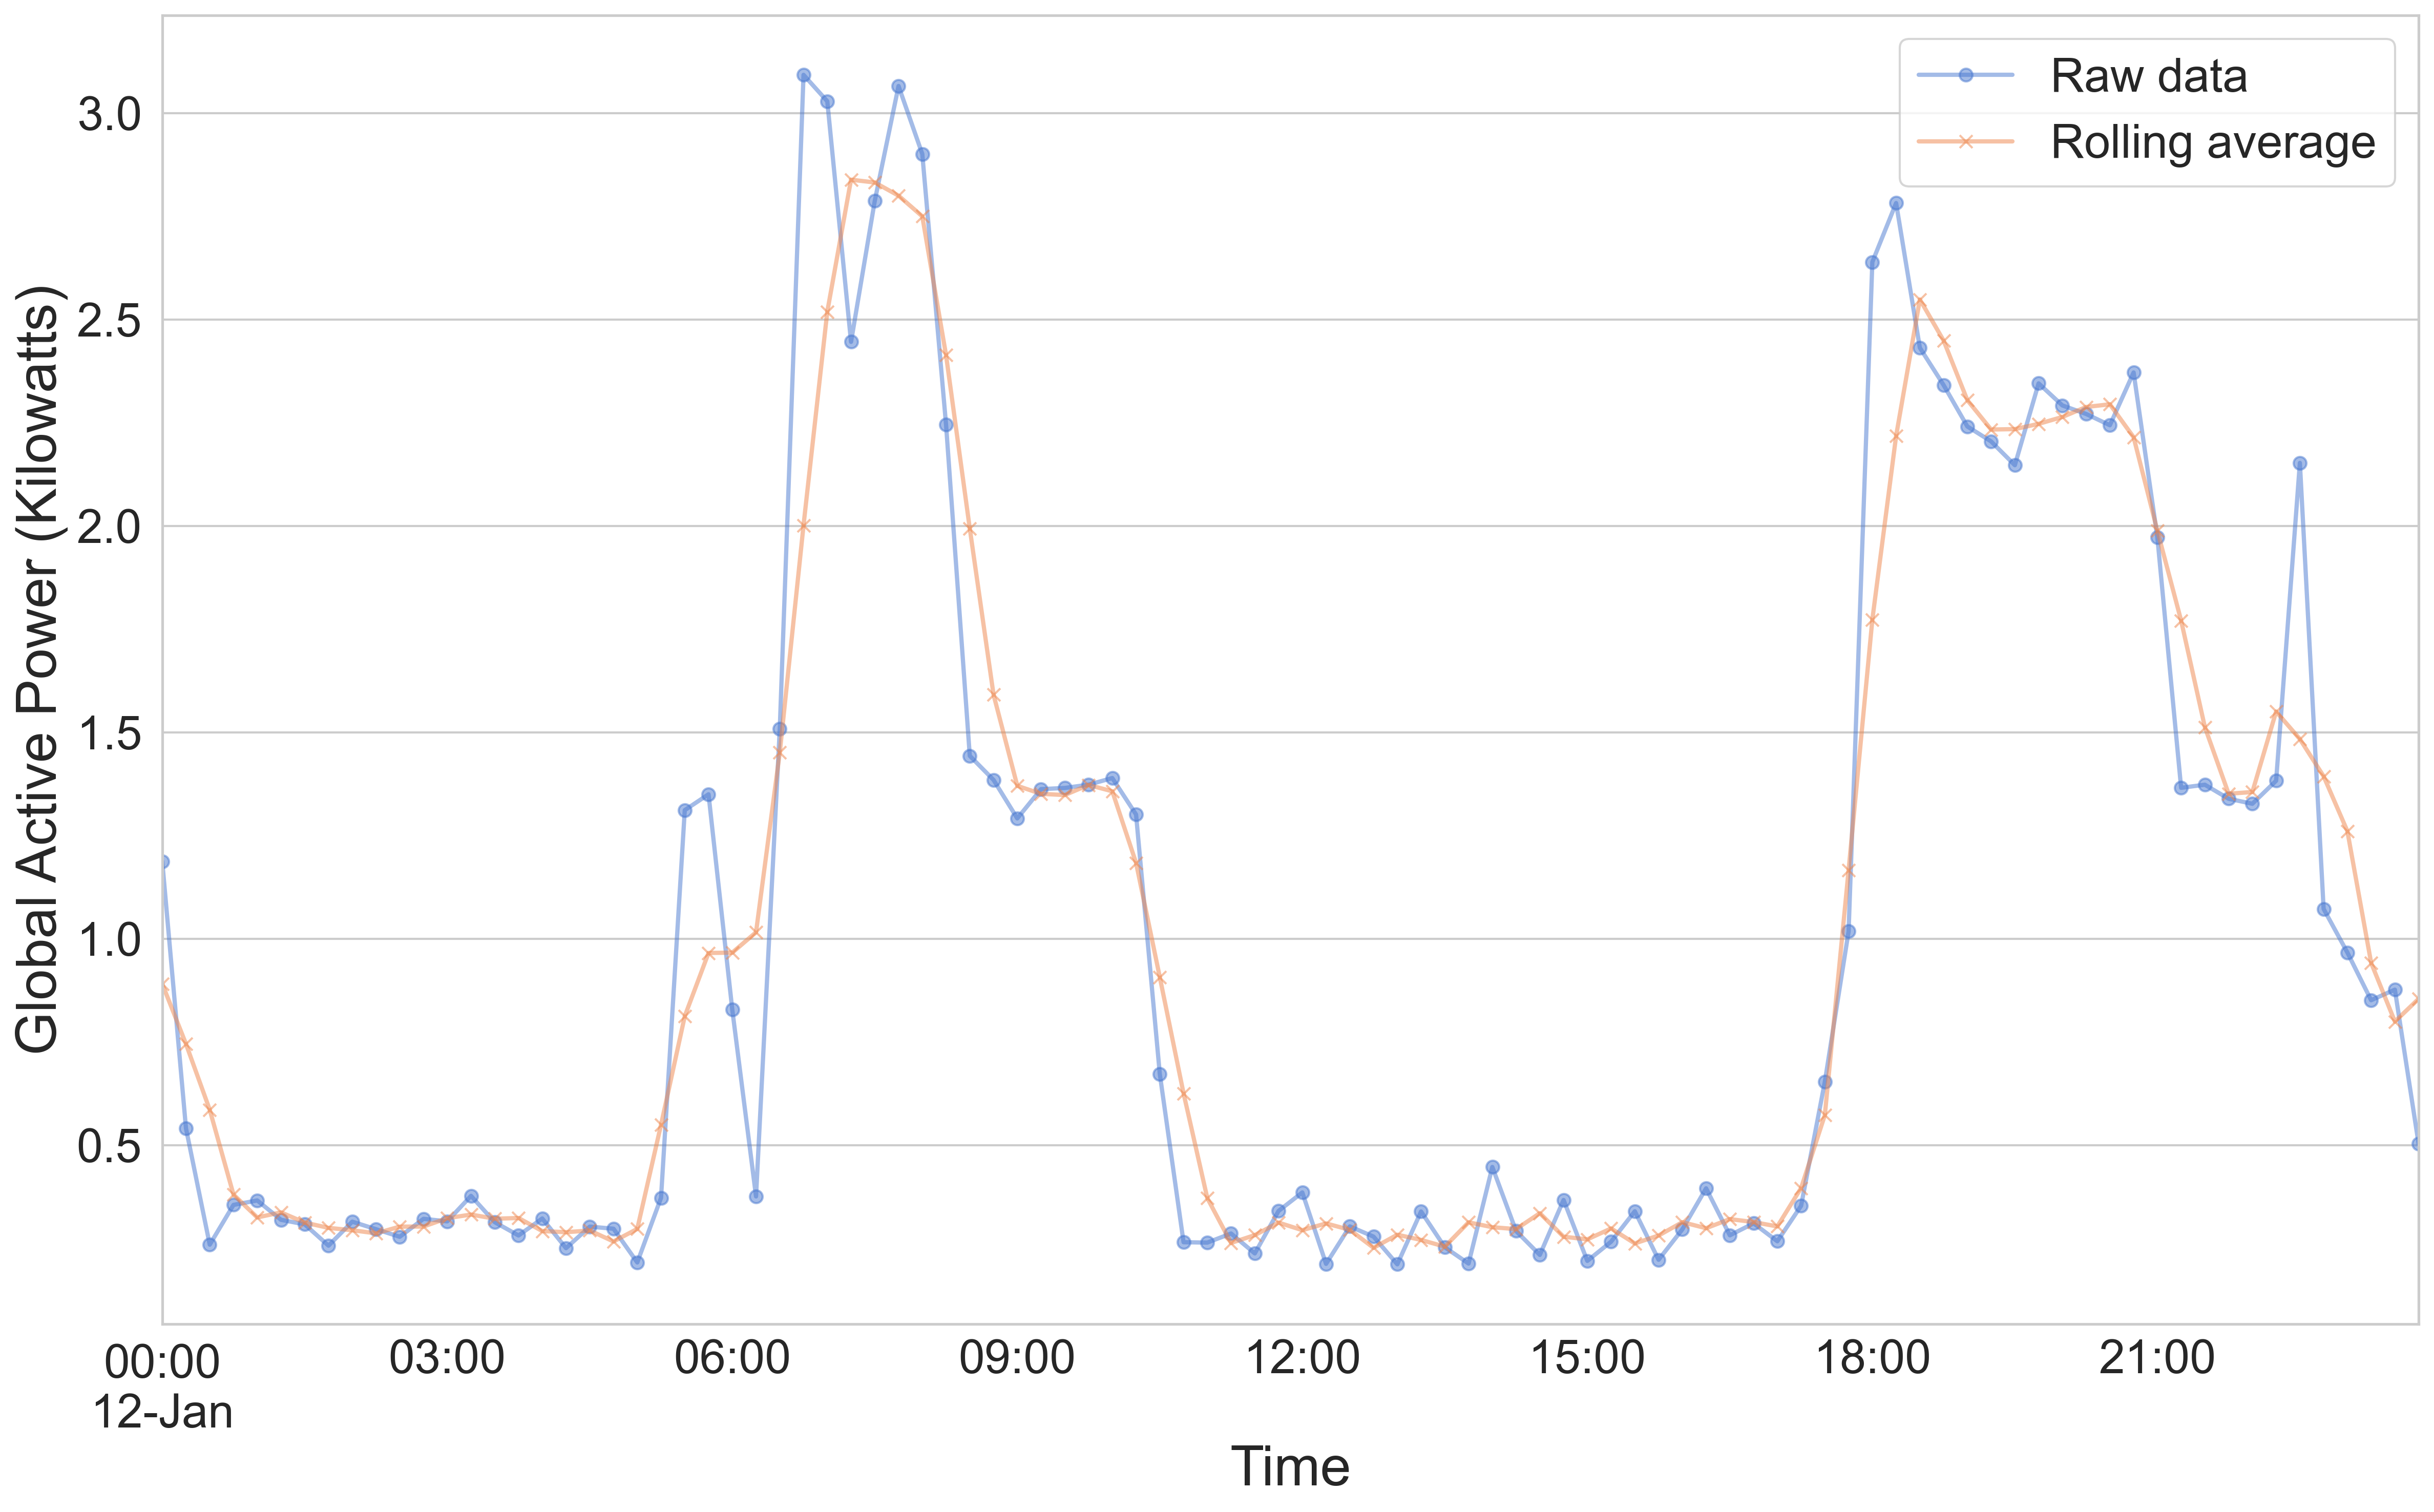 Raw data
Rolling average
3.0
2.5
2.0
1.5
1.0
0.5
Global Active Power (Kilowatts)
00:00 03:00 06:00 09:00 12:00 15:00 18:00 21:00
12-Jan
Time